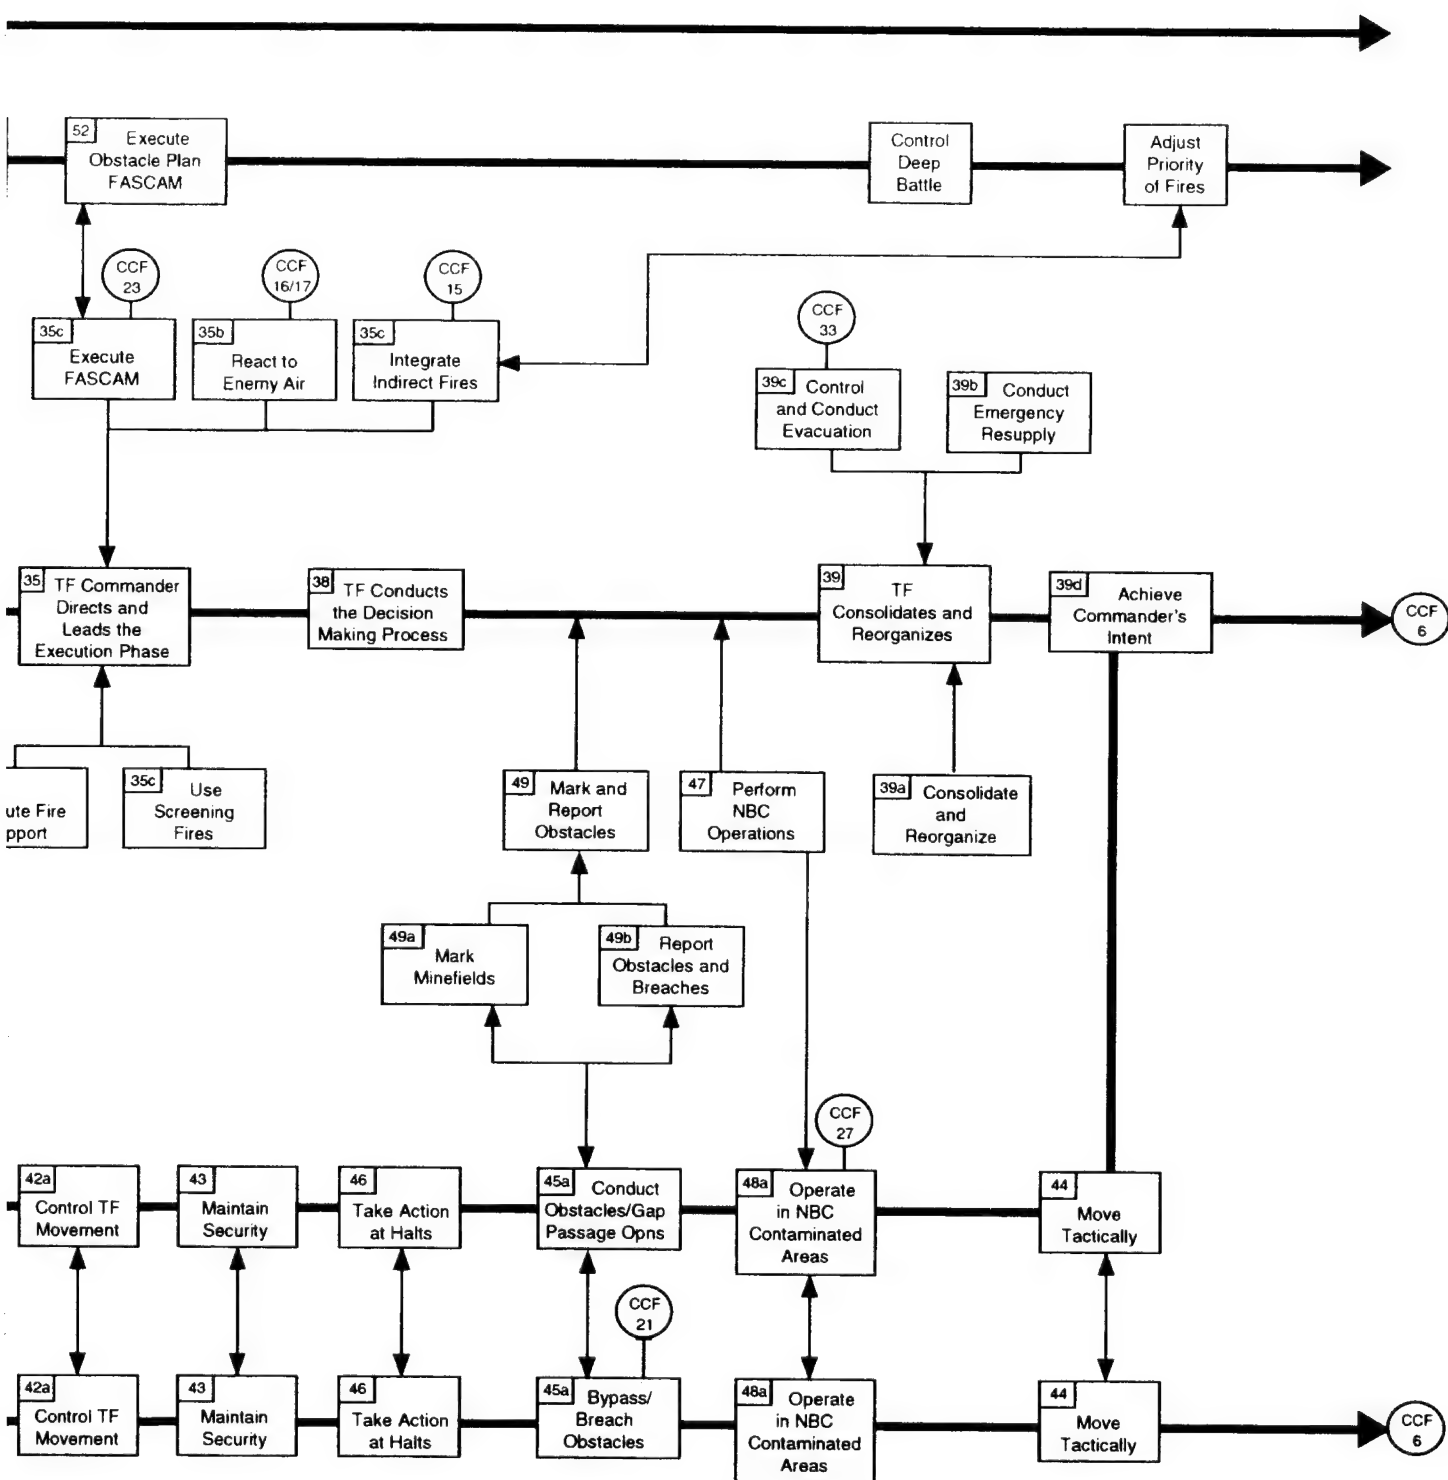 52 Execute
Obstacle Plan
FASCAM
Control
Deep
Battle
Adjust
Priority
of Fires
CCF
23
CCF
16/17
CCF
15
CCF
33
35c
Execute
FASCAM
35b
React to
Enemy Air
35c
Integrate
Indirect Fires
39c Control
and Conduct
Evacuation
39b Conduct
Emergency
Resupply
35 TF Commander
Directs and
Leads the
Execution Phase
38 TF Conducts
the Decision
Making Process
39 TF
Consolidates and
Reorganizes
39d Achieve
Commander's
Intent
CCF
6
ute Fire
pport
35c Use
Screening
Fires
49 Mark and
Report
Obstacles
47 Perform
NBC
Operations
39a Consolidate
and
Reorganize
49a
Mark
Minefields
49b Report
Obstacles and
Breaches
CCF
27
42a
Control TF
Movement
43
Maintain
Security
46
Take Action
at Halts
45a Conduct
Obstacles/Gap
Passage Opns
48a Operate
in NBC
Contaminated
Areas
44
Move
Tactically
CCF
21
42a
Control TF
Movement
43
Maintain
Security
46
Take Action
at Halts
45a Bypass/
Breach
Obstacles
48a Operate
in NBC
Contaminated
Areas
44
Move
Tactically
CCF
6